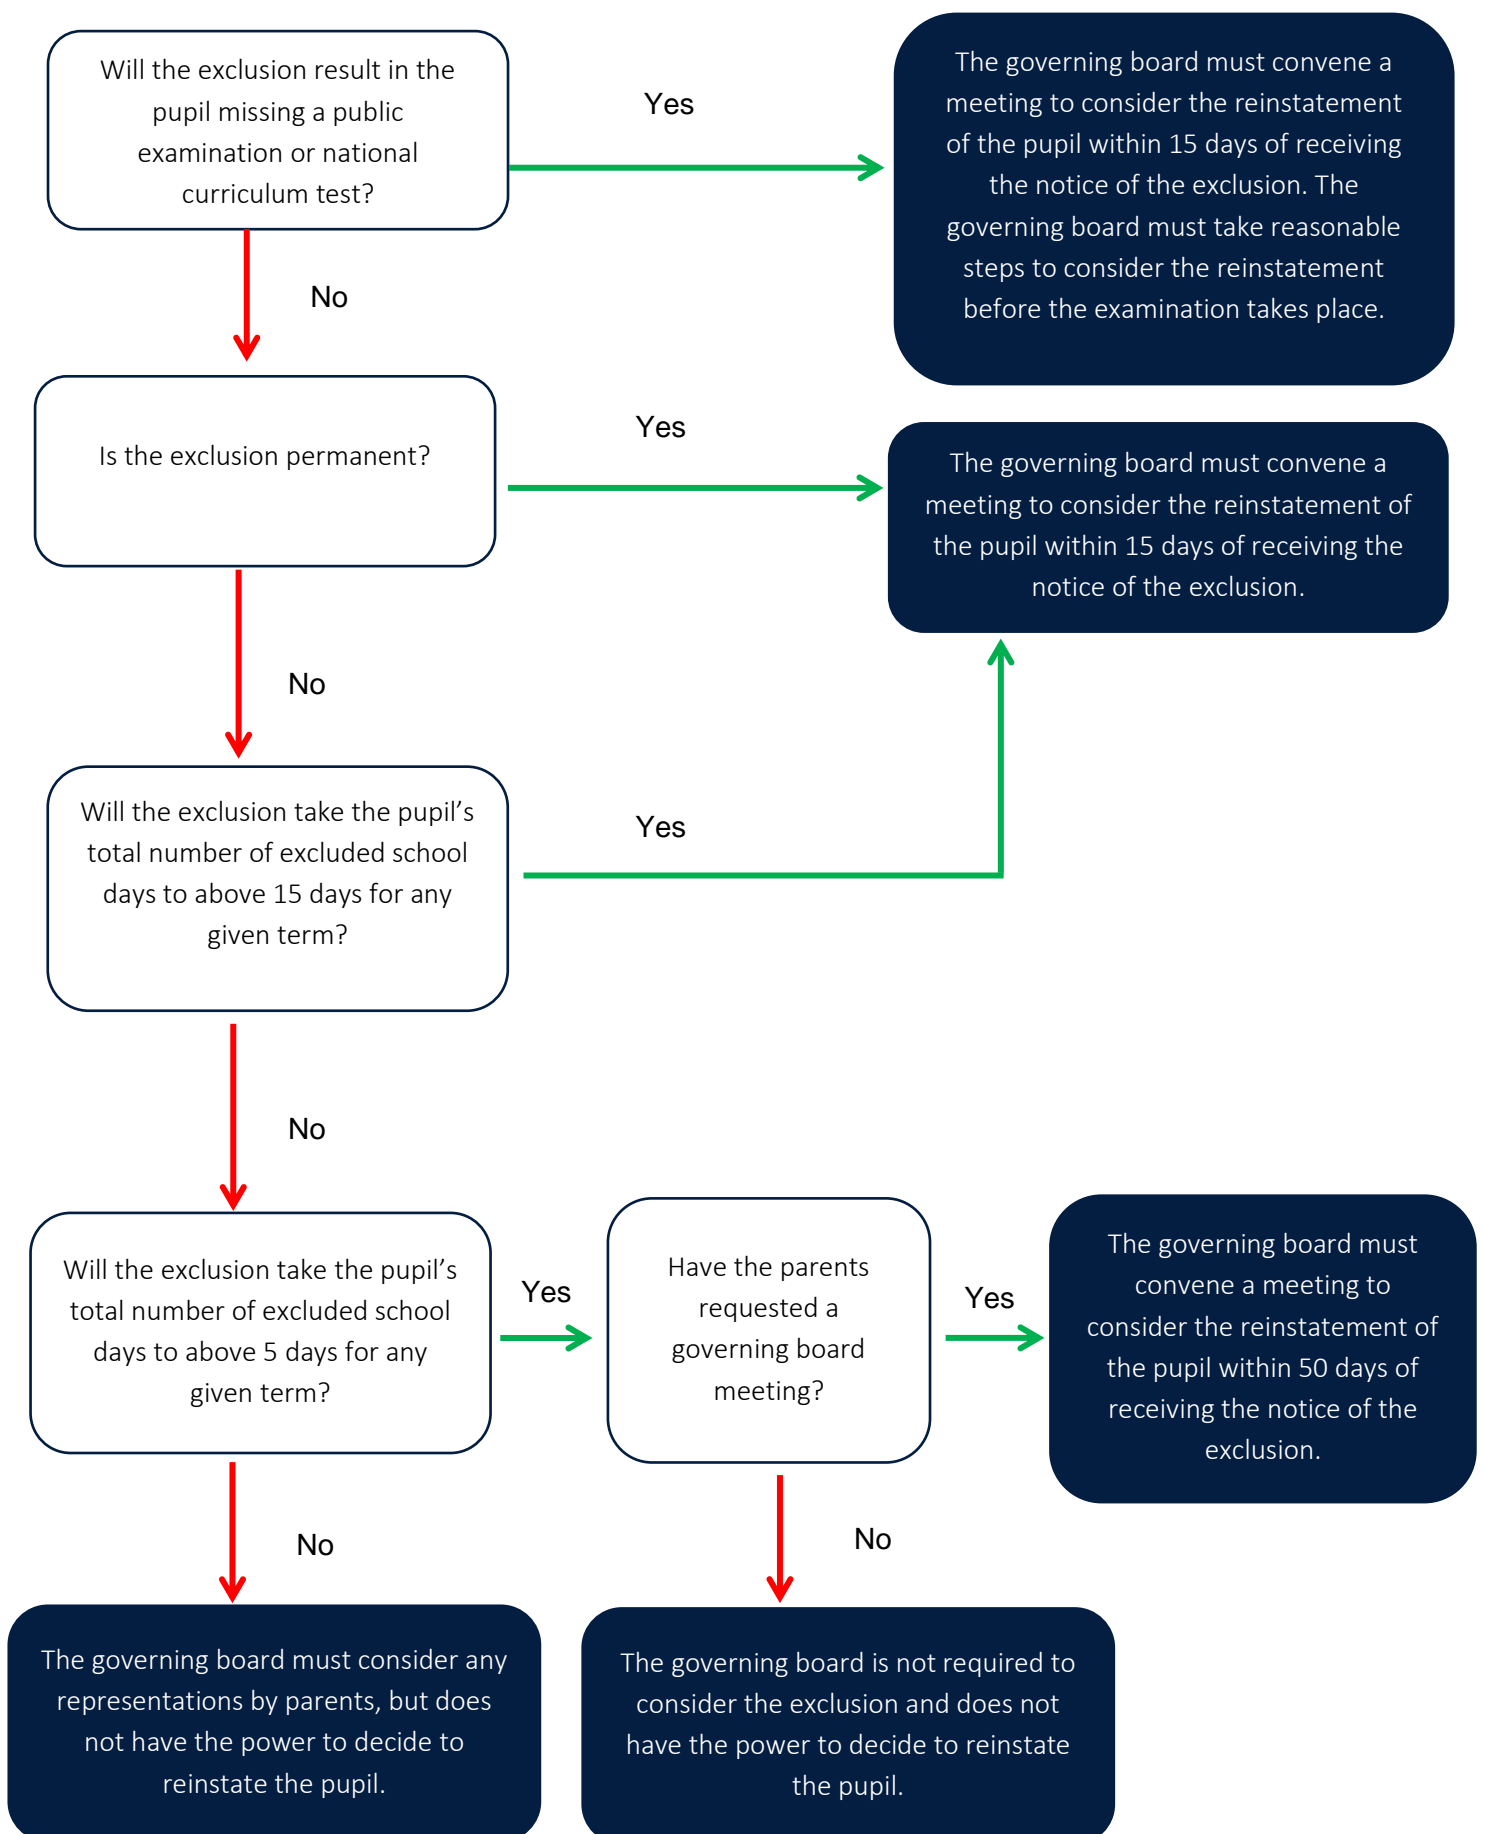 Will the exclusion result in the
pupil missing a public
examination or national
curriculum test?
Yes
The governing board must convene a
meeting to consider the reinstatement
of the pupil within 15 days of receiving
the notice of the exclusion. The
governing board must take reasonable
steps to consider the reinstatement
before the examination takes place.
No
Is the exclusion permanent?
Yes
The governing board must convene a
meeting to consider the reinstatement of
the pupil within 15 days of receiving the
notice of the exclusion.
No
Will the exclusion take the pupil’s
total number of excluded school
days to above 15 days for any
given term?
Yes
No
Will the exclusion take the pupil’s
total number of excluded school
days to above 5 days for any
given term?
Yes
Have the parents
requested a
governing board
meeting?
Yes
The governing board must
convene a meeting to
consider the reinstatement of
the pupil within 50 days of
receiving the notice of the
exclusion.
No
No
The governing board must consider any
representations by parents, but does
not have the power to decide to
reinstate the pupil.
The governing board is not required to
consider the exclusion and does not
have the power to decide to reinstate
the pupil.